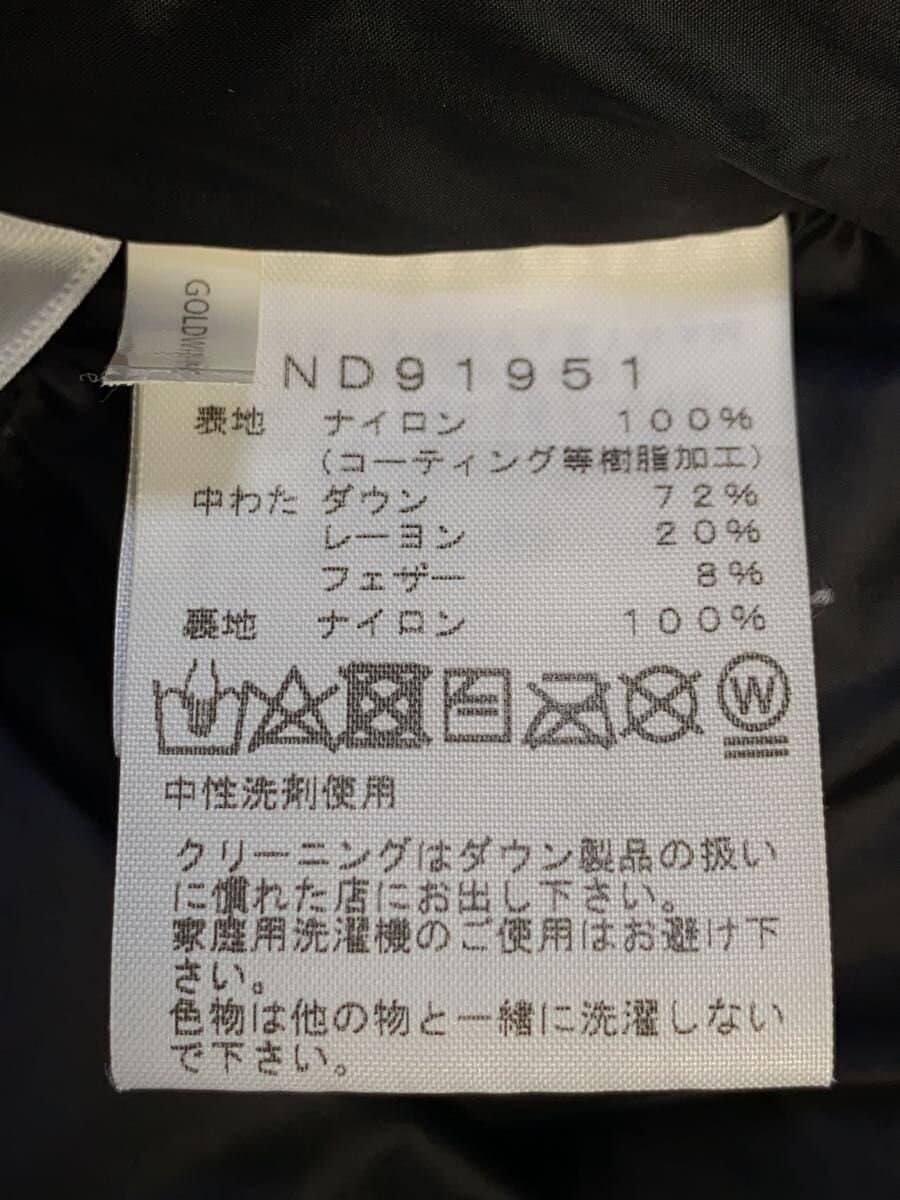 GOLDWIN
ND91951
表地 ナイロン 100%
(コーティング等樹脂加工)
中わた ダウン 72%
レーヨン 20%
フェザー 8%
裏地 ナイロン 100%
W
中性洗剤使用
クリーニングはダウン製品の扱い
に慣れた店にお出し下さい。
家庭用洗濯機のご使用はお避け下
さい。
色物は他の物と一緒に洗濯しない
で下さい。